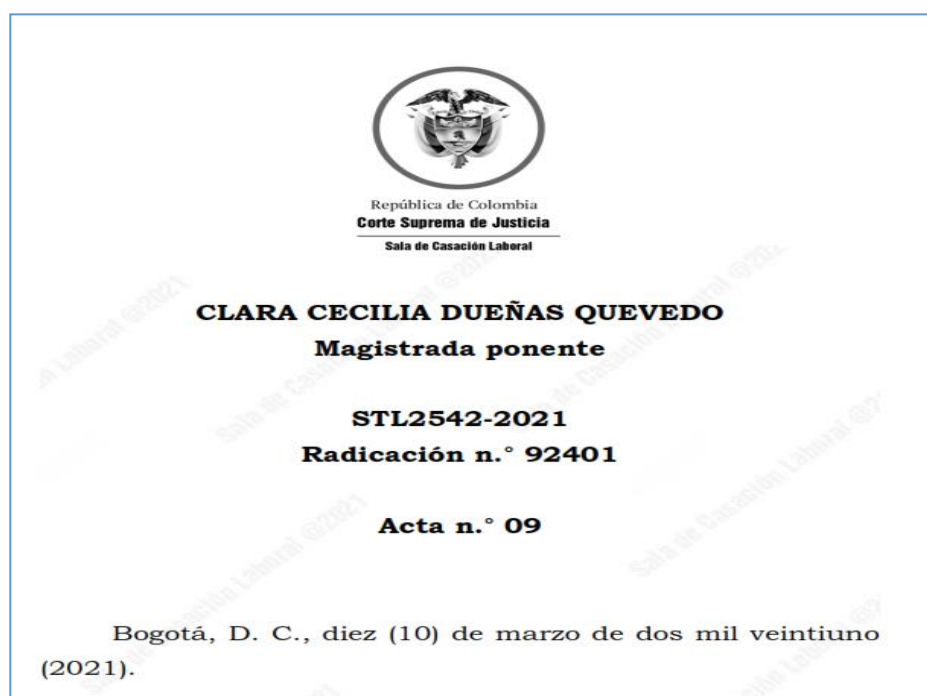 República de Colombia
Corte Suprema de Justicia
Sala de Casación Laboral
CLARA CECILIA DUEÑAS QUEVEDO
Magistrada ponente
STL2542-2021
Radicación n.° 92401
Acta n.° 09
Bogotá, D. C., diez (10) de marzo de dos mil veintiuno
(2021).